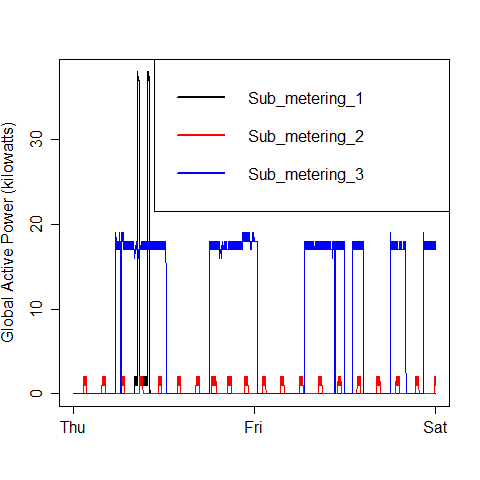 Sub_metering_1
Sub_metering_2
Sub_metering_3
Global Active Power (kilowatts)
30
20
10
0
Thu Fri Sat